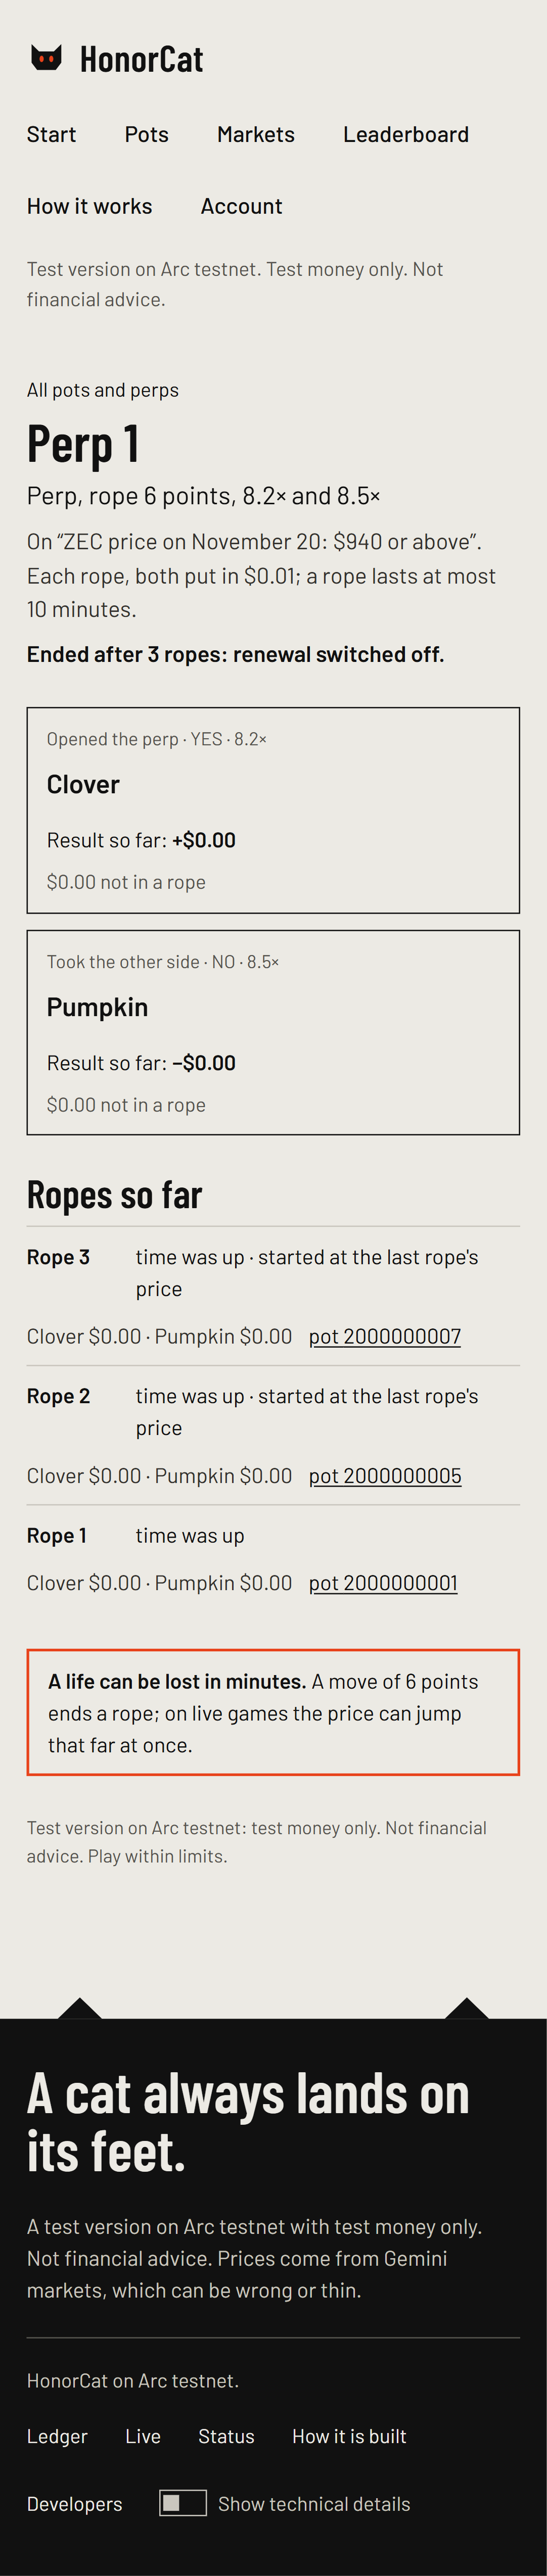 HonorCat
Start Pots Markets Leaderboard
How it works Account
Test version on Arc testnet. Test money only. Not
financial advice.
All pots and perps
Perp 1
Perp, rope 6 points, 8.2× and 8.5×
On “ZEC price on November 20: $940 or above”.
Each rope, both put in $0.01; a rope lasts at most
10 minutes.
Ended after 3 ropes: renewal switched off.
Opened the perp · YES · 8.2×
Clover
Result so far: +$0.00
$0.00 not in a rope
Took the other side · NO · 8.5×
Pumpkin
Result so far: −$0.00
$0.00 not in a rope
Ropes so far
Rope 3 time was up · started at the last rope's
price
Clover $0.00 · Pumpkin $0.00 pot 2000000007
Rope 2 time was up · started at the last rope's
price
Clover $0.00 · Pumpkin $0.00 pot 2000000005
Rope 1 time was up
Clover $0.00 · Pumpkin $0.00 pot 2000000001
A life can be lost in minutes. A move of 6 points
ends a rope; on live games the price can jump
that far at once.
Test version on Arc testnet: test money only. Not financial
advice. Play within limits.
A cat always lands on
its feet.
A test version on Arc testnet with test money only.
Not financial advice. Prices come from Gemini
markets, which can be wrong or thin.
HonorCat on Arc testnet.
Ledger Live Status How it is built
Developers Show technical details